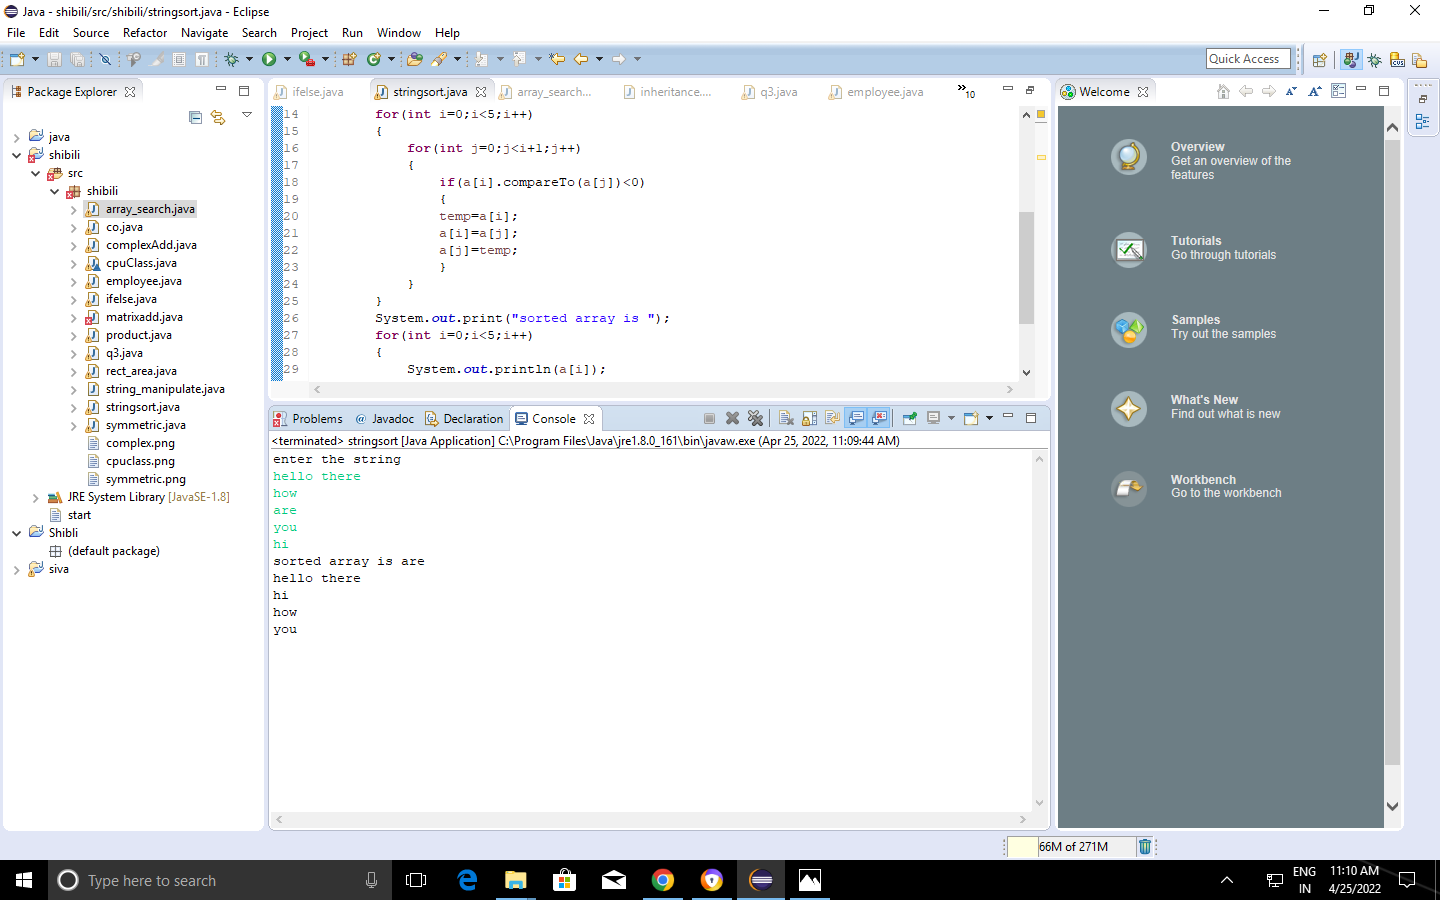 Java - shibili/src/shibili/stringsort.java - Eclipse
File Edit Source Refactor Navigate Search Project Run Window Help
Quick Access
Package Explorer
java
shibili
src
shibili
array_search.java
co.java
complexAdd.java
cpuClass.java
employee.java
ifelse.java
matrixadd.java
product.java
q3.java
rect_area.java
string_manipulate.java
stringsort.java
symmetric.java
complex.png
cpuclass.png
symmetric.png
JRE System Library [JavaSE-1.8]
start
Shibli
(default package)
siva
ifelse.java stringsort.java array_search... inheritance.... q3.java employee.java »10
14 for(int i=0;i<5;i++)
15 {
16 for(int j=0;j<i+1;j++)
17 {
18 if(a[i].compareTo(a[j])<0)
19 {
20 temp=a[i];
21 a[i]=a[j];
22 a[j]=temp;
23 }
24 }
25 }
26 System.out.print("sorted array is ");
27 for(int i=0;i<5;i++)
28 {
29 System.out.println(a[i]);
Problems @ Javadoc Declaration Console
<terminated> stringsort [Java Application] C:\Program Files\Java\jre1.8.0_161\bin\javaw.exe (Apr 25, 2022, 11:09:44 AM)
enter the string
hello there
how
are
you
hi
sorted array is are
hello there
hi
how
you
Welcome
Overview
Get an overview of the
features
Tutorials
Go through tutorials
Samples
Try out the samples
What's New
Find out what is new
Workbench
Go to the workbench
66M of 271M
Type here to search
ENG
IN
11:10 AM
4/25/2022